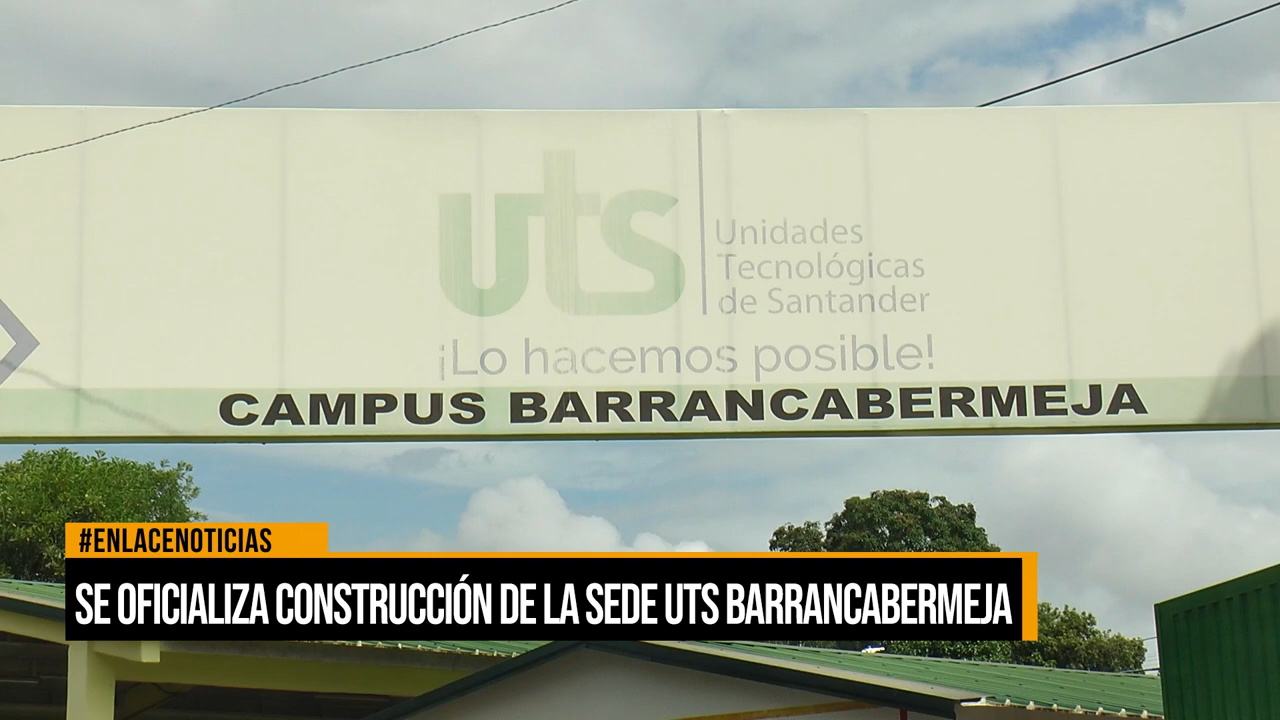 uts
Unidades
Tecnológicas
de Santander
¡Lo hacemos posible!
CAMPUS BARRANCABERMEJA
#ENLACENOTICIAS
SE OFICIALIZA CONSTRUCCIÓN DE LA SEDE UTS BARRANCABERMEJA